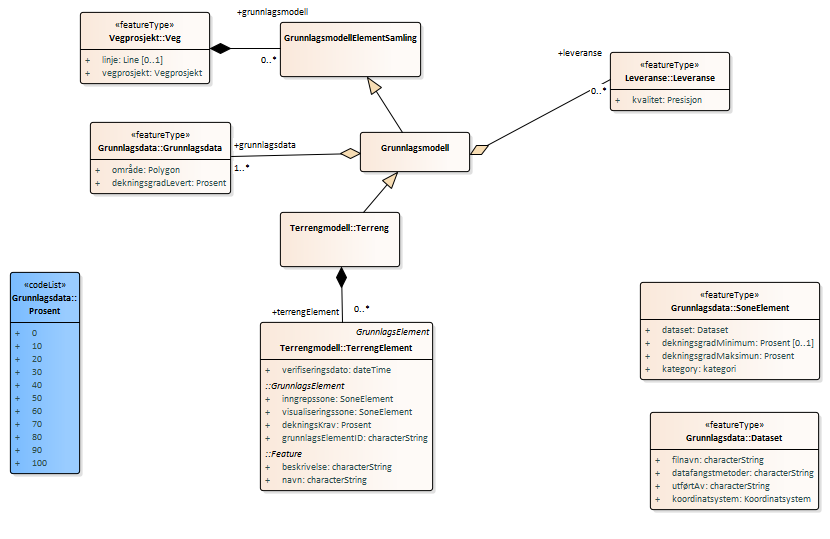 +grunnlagsmodell
«featureType»
Vegprosjekt::Veg
+ linje: Line [0..1]
+ vegprosjekt: Vegprosjekt
0..*
GrunnlagsmodellElementSamling
+leveranse
0..*
«featureType»
Leveranse::Leveranse
+ kvalitet: Presisjon
«featureType»
Grunnlagsdata::Grunnlagsdata
+ område: Polygon
+ dekningsgradLevert: Prosent
+grunnlagsdata
1..*
Grunnlagsmodell
Terrengmodell::Terreng
+terrengElement
0..*
«codeList»
Grunnlagsdata::
Prosent
+ 0
+ 10
+ 20
+ 30
+ 40
+ 50
+ 60
+ 70
+ 80
+ 90
+ 100
GrunnlagsElement
Terrengmodell::TerrengElement
+ verifiseringsdato: dateTime
::GrunnlagsElement
+ inngrepssone: SoneElement
+ visualiseringssone: SoneElement
+ dekningsKrav: Prosent
+ grunnlagsElementID: characterString
::Feature
+ beskrivelse: characterString
+ navn: characterString
«featureType»
Grunnlagsdata::SoneElement
+ dataset: Dataset
+ dekningsgradMinimum: Prosent [0..1]
+ dekningsgradMaksimun: Prosent
+ kategory: kategori
«featureType»
Grunnlagsdata::Dataset
+ filnavn: characterString
+ datafangstmetoder: characterString
+ utførtAv: characterString
+ koordinatsystem: Koordinatsystem